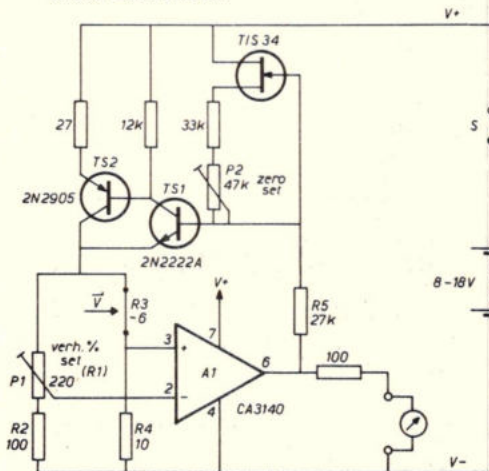 V+
TIS 34
27
12k
33k
S
TS2
P2
47k zero set
TS1
2N2905
2N2222A
V+
8-18V
V
R3
~6
R5
27k
verh. % set
(R1)
3
+
7
A1
6
100
P1
220
2
-
4
CA3140
R2
100
R4
10
V-